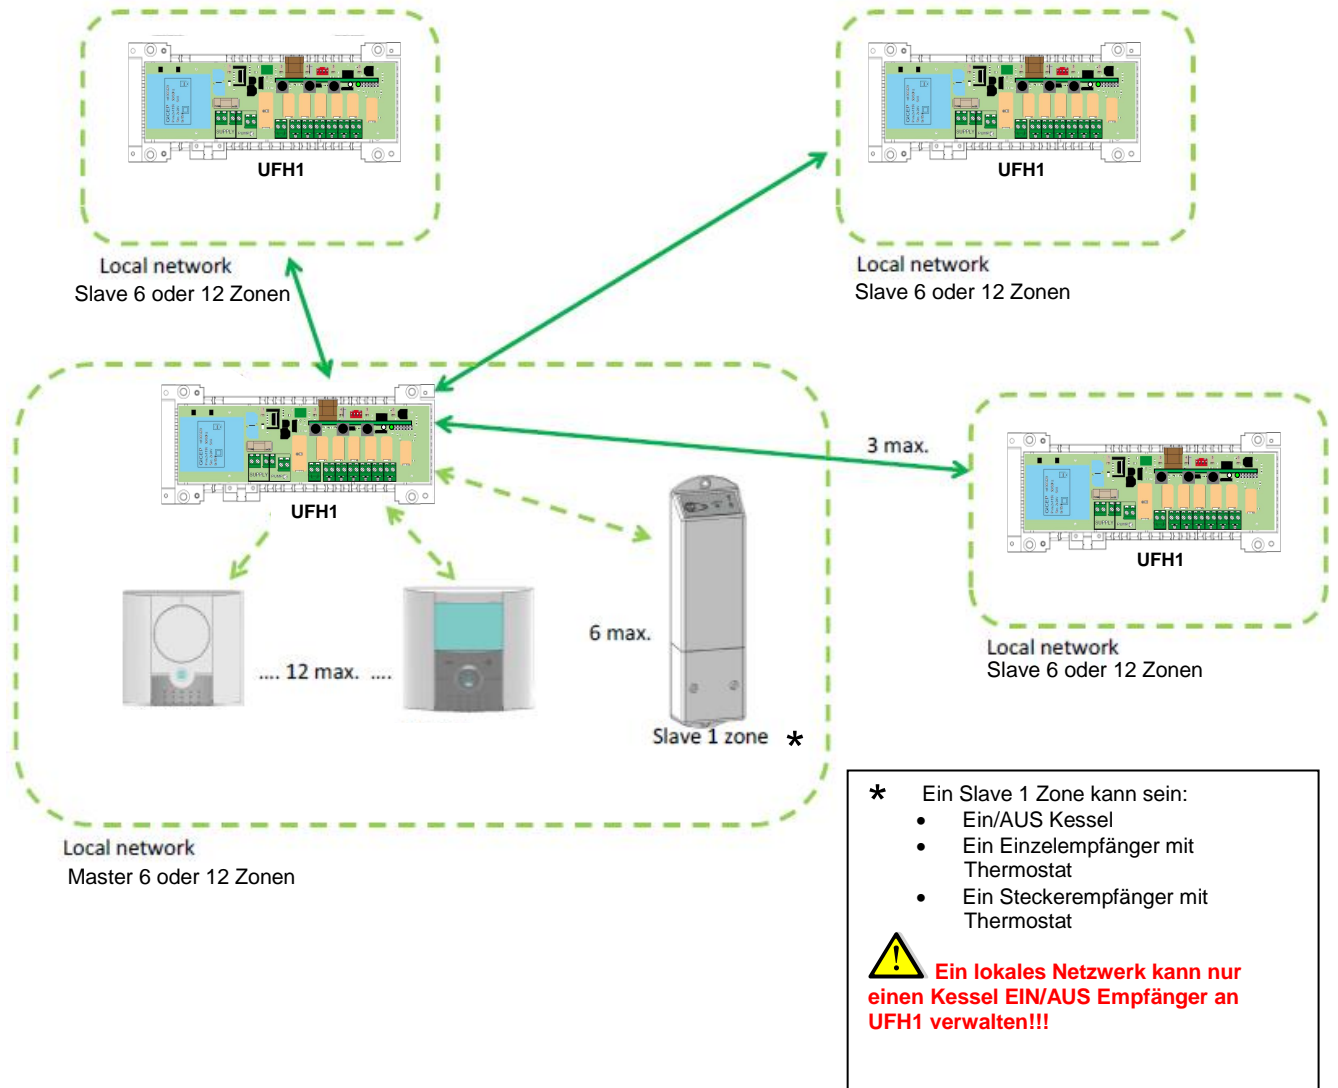 UFH1
UFH1
Local network
Slave 6 oder 12 Zonen
Local network
Slave 6 oder 12 Zonen
UFH1
3 max.
UFH1
.... 12 max. ....
6 max.
Slave 1 zone *
Local network
Slave 6 oder 12 Zonen
Local network
Master 6 oder 12 Zonen
* Ein Slave 1 Zone kann sein:
• Ein/AUS Kessel
• Ein Einzelempfänger mit
Thermostat
• Ein Steckerempfänger mit
Thermostat
Ein lokales Netzwerk kann nur
einen Kessel EIN/AUS Empfänger an
UFH1 verwalten!!!